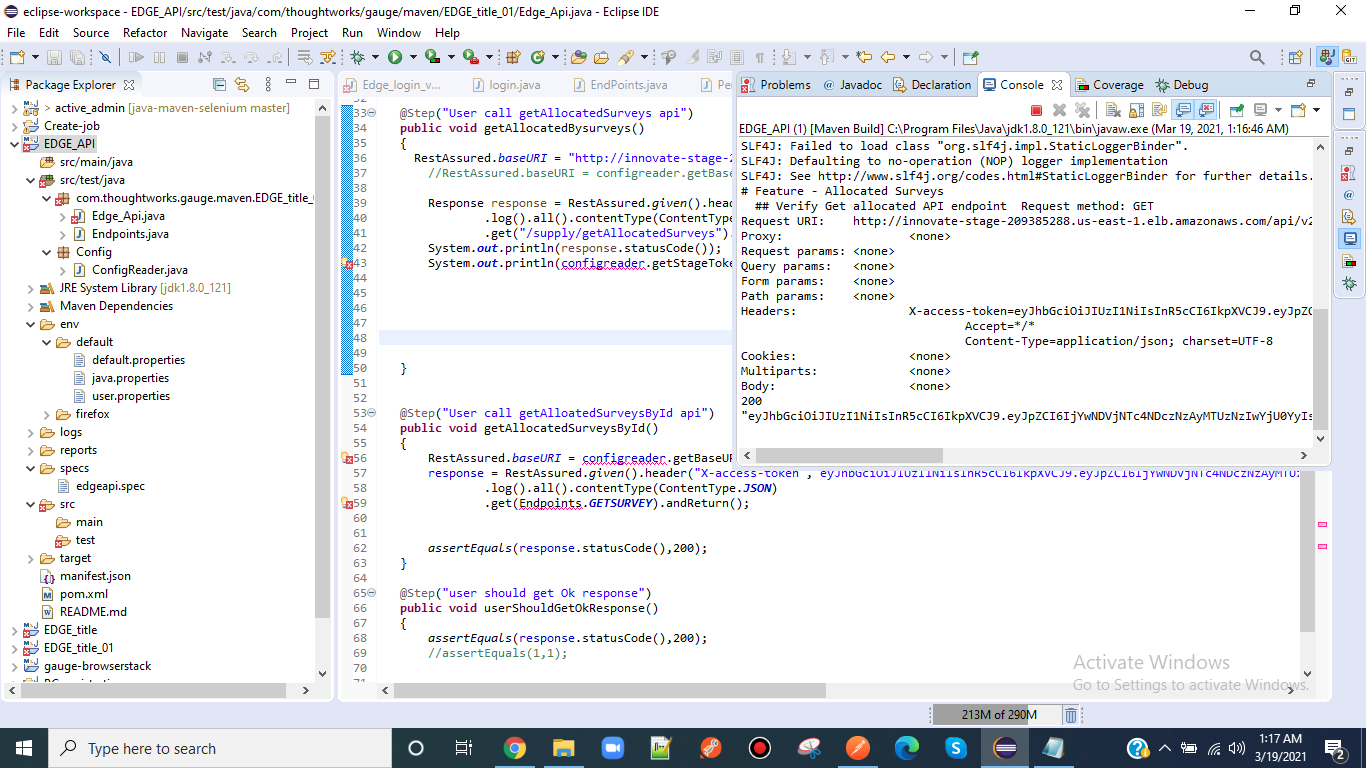 eclipse-workspace - EDGE_API/src/test/java/com/thoughtworks/gauge/maven/EDGE_title_01/Edge_Api.java - Eclipse IDE
File Edit Source Refactor Navigate Search Project Run Window Help
Package Explorer
> active_admin [java-maven-selenium master]
Create-job
EDGE_API
src/main/java
src/test/java
com.thoughtworks.gauge.maven.EDGE_title_
Edge_Api.java
Endpoints.java
Config
ConfigReader.java
JRE System Library [jdk1.8.0_121]
Maven Dependencies
env
default
default.properties
java.properties
user.properties
firefox
logs
reports
specs
edgeapi.spec
src
main
test
target
manifest.json
pom.xml
README.md
EDGE_title
EDGE_title_01
gauge-browserstack
Edge_login_v... login.java EndPoints.java Pe
32
33 @Step("User call getAllocatedSurveys api")
34 public void getAllocatedBysurveys()
35 {
36 RestAssured.baseURI = "http://innovate-stage-2
37 //RestAssured.baseURI = configreader.getBase
38
39 Response response = RestAssured.given().head
40 .log().all().contentType(ContentType
41 .get("/supply/getAllocatedSurveys").
42 System.out.println(response.statusCode());
43 System.out.println(configreader.getStageToke
44
45
46
47
48
49
50 }
51
52
53 @Step("User call getAlloatedSurveysById api")
54 public void getAllocatedSurveysById()
55 {
56 RestAssured.baseURI = configreader.getBaseUR
57 response = RestAssured.given().header("X-access-token","eyJhbGciOiJIUzI1NiIsInR5cCI6IkpXVCJ9.eyJpZCI6IjYwNDVjNTc4NDczNzAyMTU
58 .log().all().contentType(ContentType.JSON)
59 .get(Endpoints.GETSURVEY).andReturn();
60
61
62 assertEquals(response.statusCode(),200);
63 }
64
65 @Step("user should get Ok response")
66 public void userShouldGetOkResponse()
67 {
68 assertEquals(response.statusCode(),200);
69 //assertEquals(1,1);
70
71
Problems Javadoc Declaration Console Coverage Debug
EDGE_API (1) [Maven Build] C:\Program Files\Java\jdk1.8.0_121\bin\javaw.exe (Mar 19, 2021, 1:16:46 AM)
SLF4J: Failed to load class "org.slf4j.impl.StaticLoggerBinder".
SLF4J: Defaulting to no-operation (NOP) logger implementation
SLF4J: See http://www.slf4j.org/codes.html#StaticLoggerBinder for further details.
# Feature - Allocated Surveys
## Verify Get allocated API endpoint Request method: GET
Request URI: http://innovate-stage-209385288.us-east-1.elb.amazonaws.com/api/v2
Proxy: <none>
Request params: <none>
Query params: <none>
Form params: <none>
Path params: <none>
Headers: X-access-token=eyJhbGciOiJIUzI1NiIsInR5cCI6IkpXVCJ9.eyJpZC
Accept=*/*
Content-Type=application/json; charset=UTF-8
Cookies: <none>
Multiparts: <none>
Body: <none>
200
"eyJhbGciOiJIUzI1NiIsInR5cCI6IkpXVCJ9.eyJpZCI6IjYwNDVjNTc4NDczNzAyMTUzNzIwYjU0YyIs
Activate Windows
Go to Settings to activate Windows.
213M of 290M
Type here to search
1:17 AM
3/19/2021
2